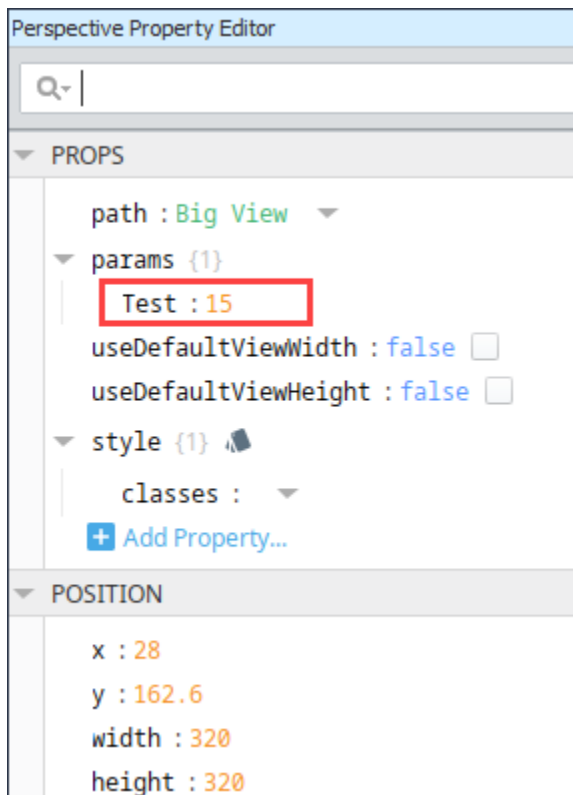 Perspective Property Editor
PROPS
path : Big View
params {1}
Test : 15
useDefaultViewWidth : false
useDefaultViewHeight : false
style {1}
classes :
+ Add Property...
POSITION
x : 28
y : 162.6
width : 320
height : 320